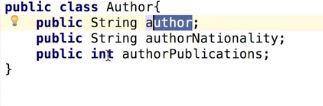 public class Author{
public String author;
public String authorNationality;
public int authorPublications;
}